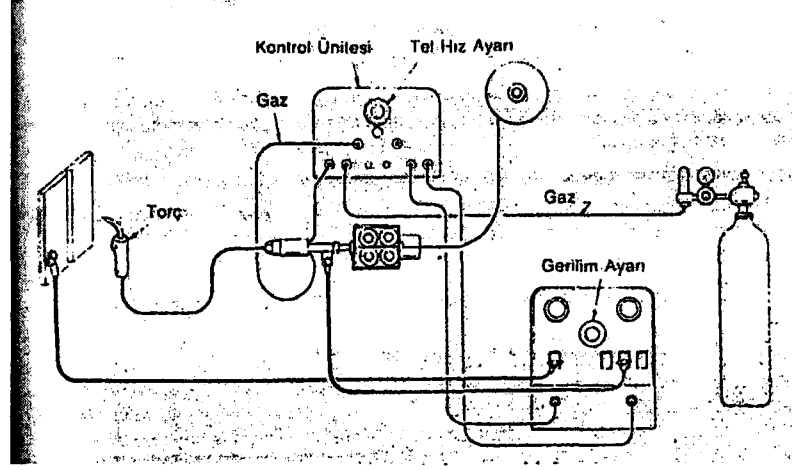 Kontrol Ünitesi
Tel Hız Ayarı
Gaz
Torç
Gaz
Gerilim Ayarı